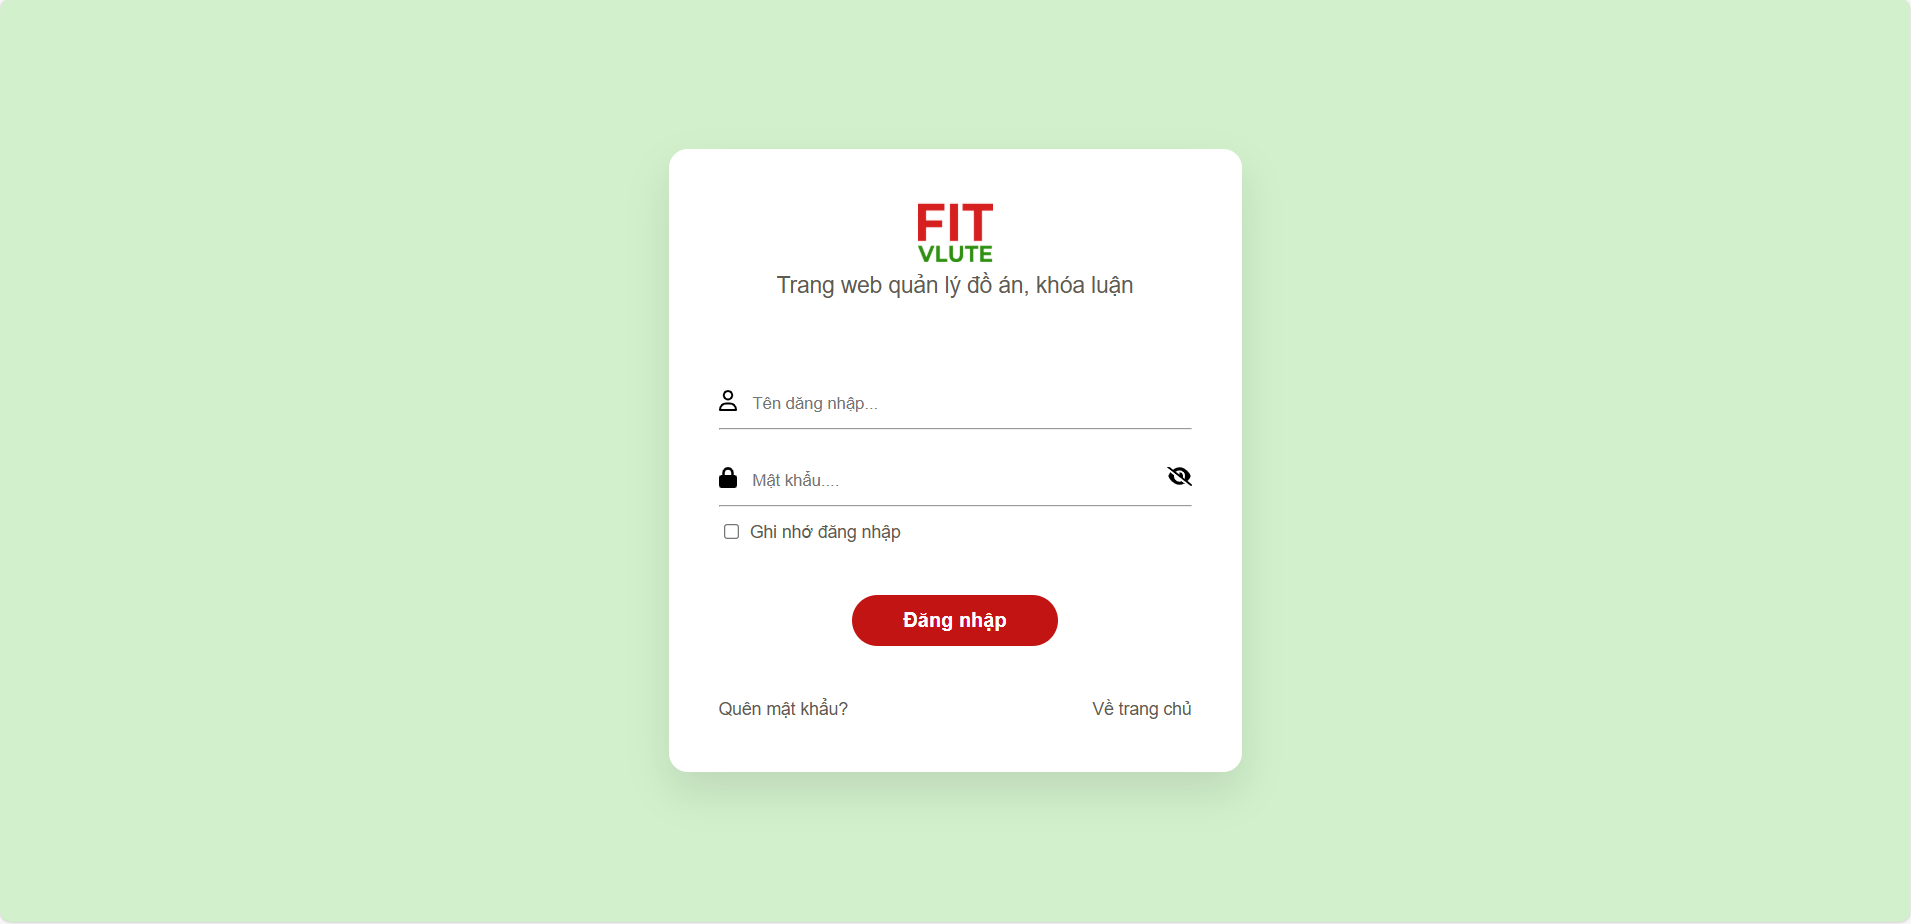 FIT
VLUTE
Trang web quản lý đồ án, khóa luận
Tên dăng nhập...
Mật khẩu....
Ghi nhớ đăng nhập
Đăng nhập
Quên mật khẩu?
Về trang chủ